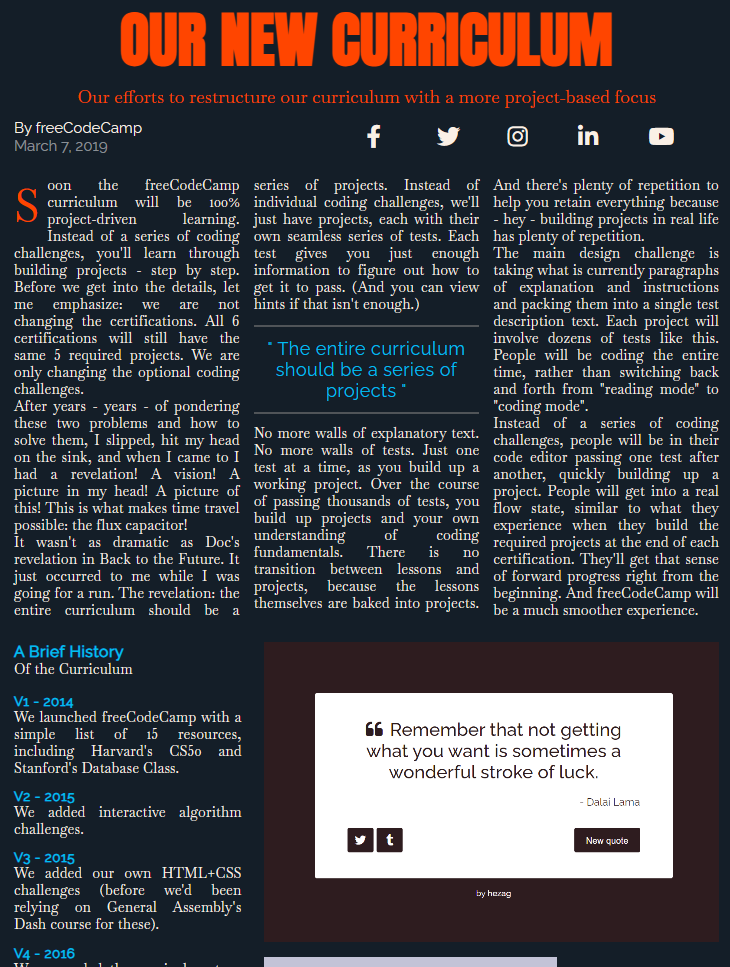 OUR NEW CURRICULUM
Our efforts to restructure our curriculum with a more project-based focus
By freeCodeCamp
March 7, 2019
Soon the freeCodeCamp
curriculum will be 100%
project-driven learning.
Instead of a series of coding
challenges, you'll learn through
building projects - step by step.
Before we get into the details, let
me emphasize: we are not
changing the certifications. All 6
certifications will still have the
same 5 required projects. We are
only changing the optional coding
challenges.
After years - years - of pondering
these two problems and how to
solve them, I slipped, hit my head
on the sink, and when I came to I
had a revelation! A vision! A
picture in my head! A picture of
this! This is what makes time travel
possible: the flux capacitor!
It wasn't as dramatic as Doc's
revelation in Back to the Future. It
just occurred to me while I was
going for a run. The revelation: the
entire curriculum should be a
series of projects. Instead of
individual coding challenges, we'll
just have projects, each with their
own seamless series of tests. Each
test gives you just enough
information to figure out how to
get it to pass. (And you can view
hints if that isn't enough.)
" The entire curriculum
should be a series of
projects "
No more walls of explanatory text.
No more walls of tests. Just one
test at a time, as you build up a
working project. Over the course
of passing thousands of tests, you
build up projects and your own
understanding of coding
fundamentals. There is no
transition between lessons and
projects, because the lessons
themselves are baked into projects.
And there's plenty of repetition to
help you retain everything because
- hey - building projects in real life
has plenty of repetition.
The main design challenge is
taking what is currently paragraphs
of explanation and instructions
and packing them into a single test
description text. Each project will
involve dozens of tests like this.
People will be coding the entire
time, rather than switching back
and forth from "reading mode" to
"coding mode".
Instead of a series of coding
challenges, people will be in their
code editor passing one test after
another, quickly building up a
project. People will get into a real
flow state, similar to what they
experience when they build the
required projects at the end of each
certification. They'll get that sense
of forward progress right from the
beginning. And freeCodeCamp will
be a much smoother experience.
A Brief History
Of the Curriculum
V1 - 2014
We launched freeCodeCamp with a
simple list of 15 resources,
including Harvard's CS50 and
Stanford's Database Class.
V2 - 2015
We added interactive algorithm
challenges.
V3 - 2015
We added our own HTML+CSS
challenges (before we'd been
relying on General Assembly's
Dash course for these).
V4 - 2016
“ Remember that not getting
what you want is sometimes a
wonderful stroke of luck.
- Dalai Lama
New quote
by hezag